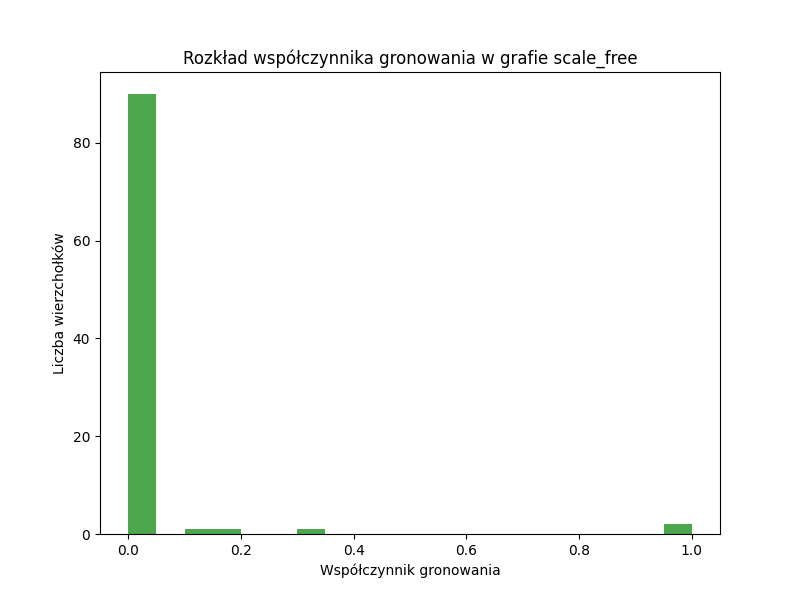 Rozkład współczynnika gronowania w grafie scale_free
Liczba wierzchołków
80
60
40
20
0
0.0 0.2 0.4 0.6 0.8 1.0
Współczynnik gronowania